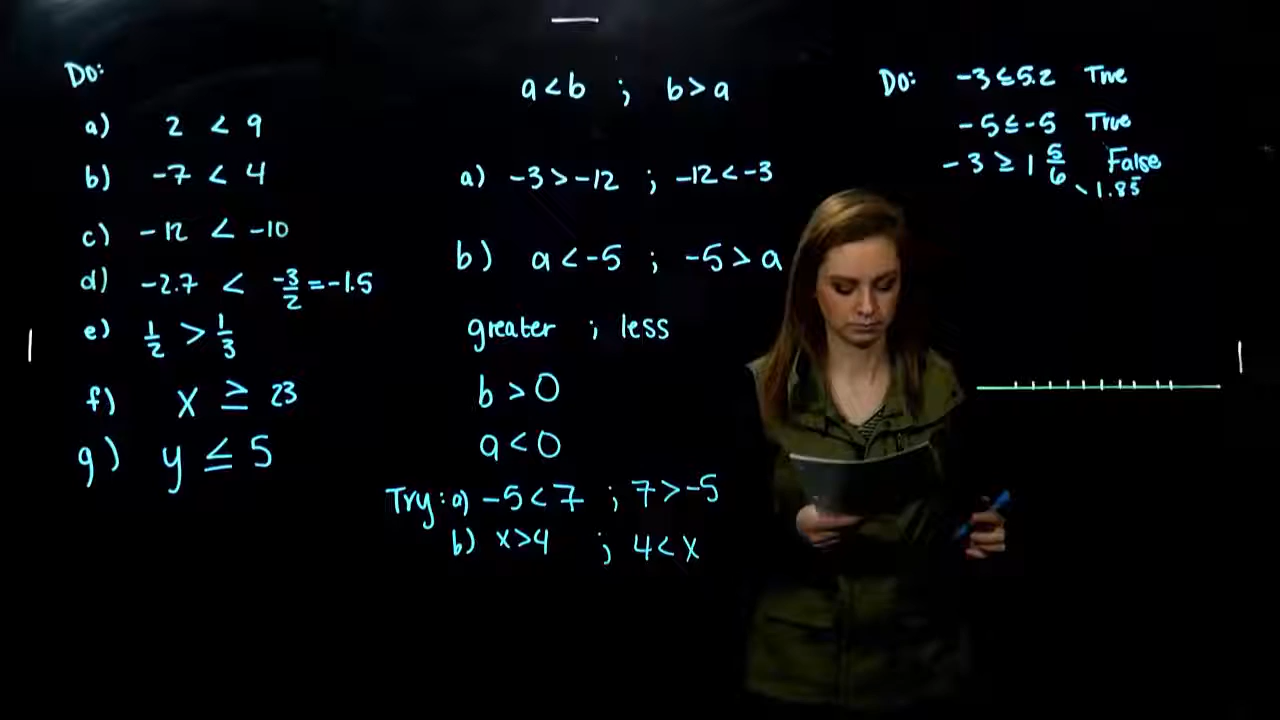 Do:
a) 2 < 9
b) -7 < 4
c) -12 < -10
d) -2.7 < -3/2 = -1.5
e) 1/2 > 1/3
f) x ≥ 23
g) y ≤ 5
a < b ; b > a
a) -3 > -12 ; -12 < -3
b) a < -5 ; -5 > a
greater ; less
b > 0
a < 0
Try: a) -5 < 7 ; 7 > -5
b) x > 4 ; 4 < x
Do: -3 ≤ 5.2 True
-5 ≤ -5 True
-3 ≥ 1 5/6 False